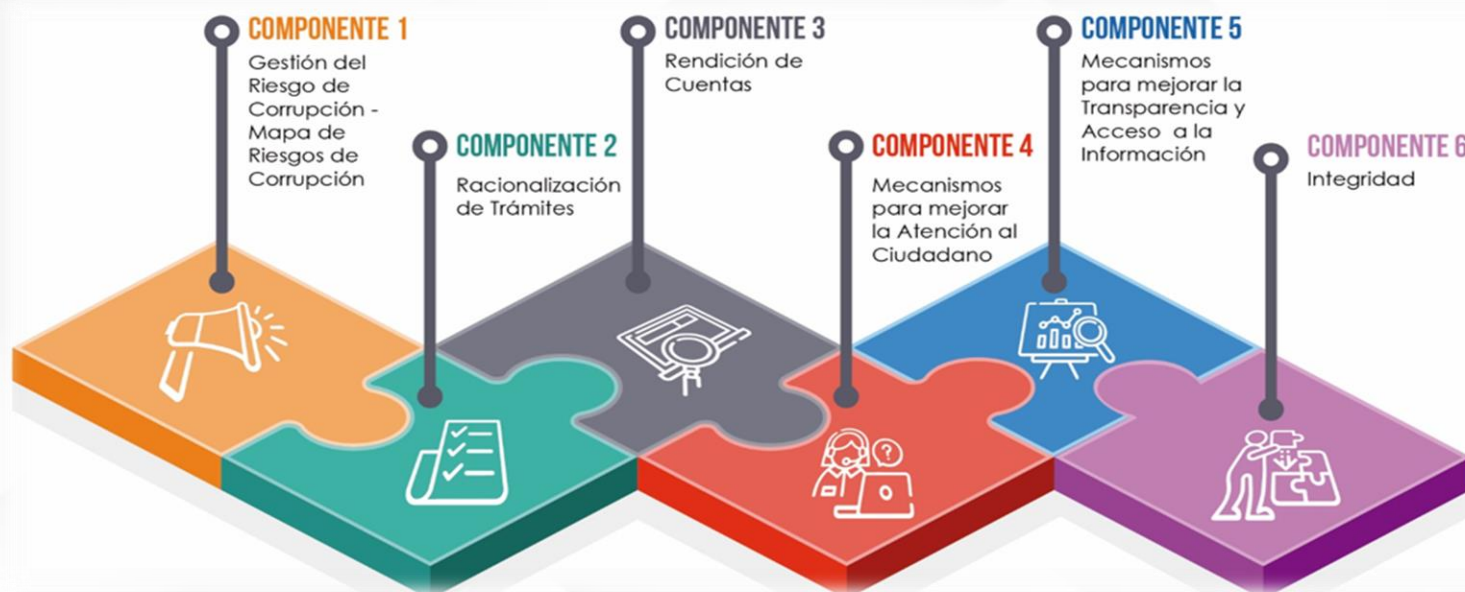 COMPONENTE 1
Gestión del
Riesgo de
Corrupción -
Mapa de
Riesgos de
Corrupción
COMPONENTE 2
Racionalización
de Trámites
COMPONENTE 3
Rendición de
Cuentas
COMPONENTE 4
Mecanismos
para mejorar
la Atención al
Ciudadano
COMPONENTE 5
Mecanismos
para mejorar la
Transparencia y
Acceso a la
Información
COMPONENTE 6
Integridad
?